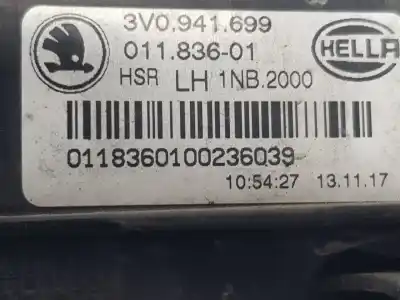 3V0.941.699
011.836-01
HELLA
HSR LH 1NB.2000
0118360100236039
10:54:27 13.11.17